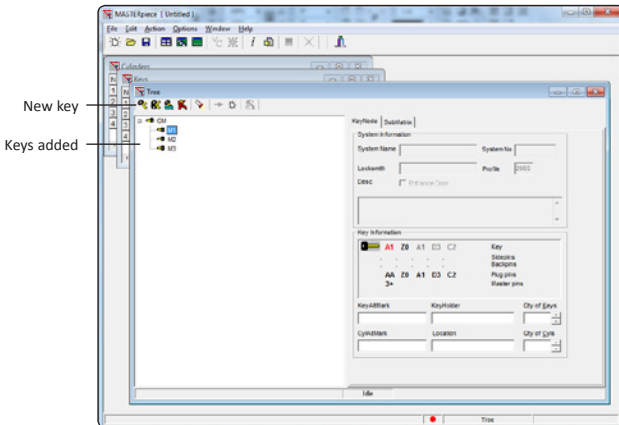 MASTERpiece [ Untitled ]
File Edit Action Options Window Help
Cylinders
Keys
Tree
New key
Keys added
GM
M1
M2
M3
KeyNode SubMatrix
System Information
System Name System No
Locksmith Profile 2003
Desc Entrance Door
Key Information
A1 Z0 A1 D3 C2 Key
Sidepins
Backpins
AA Z0 A1 D3 C2 Plug pins
3+ Master pins
KeyAltMark KeyHolder Qty of Keys
CylAltMark Location Qty of Cyls
Idle
Tree